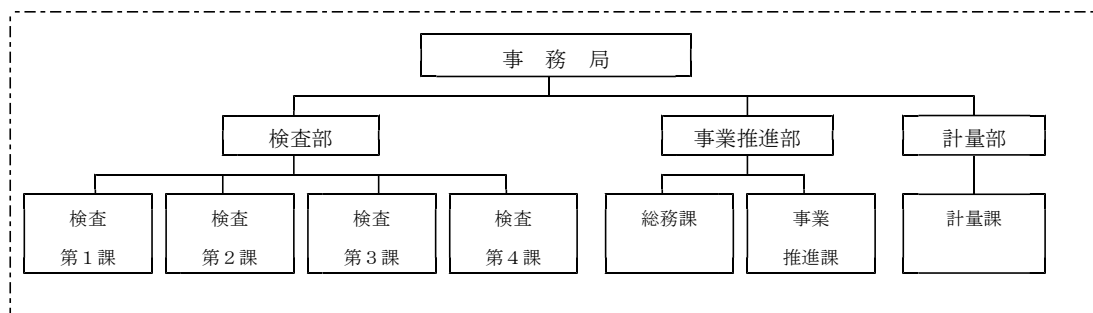 事 務 局
検査部
事業推進部
計量部
検査
第１課
検査
第２課
検査
第３課
検査
第４課
総務課
事業
推進課
計量課